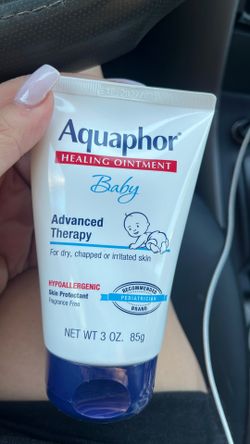 Aquaphor®
HEALING OINTMENT
Baby
Advanced
Therapy
For dry, chapped or irritated skin
HYPOALLERGENIC
Skin Protectant
Fragrance Free
RECOMMENDED
PEDIATRICIAN
BRAND
NET WT 3 OZ. 85g